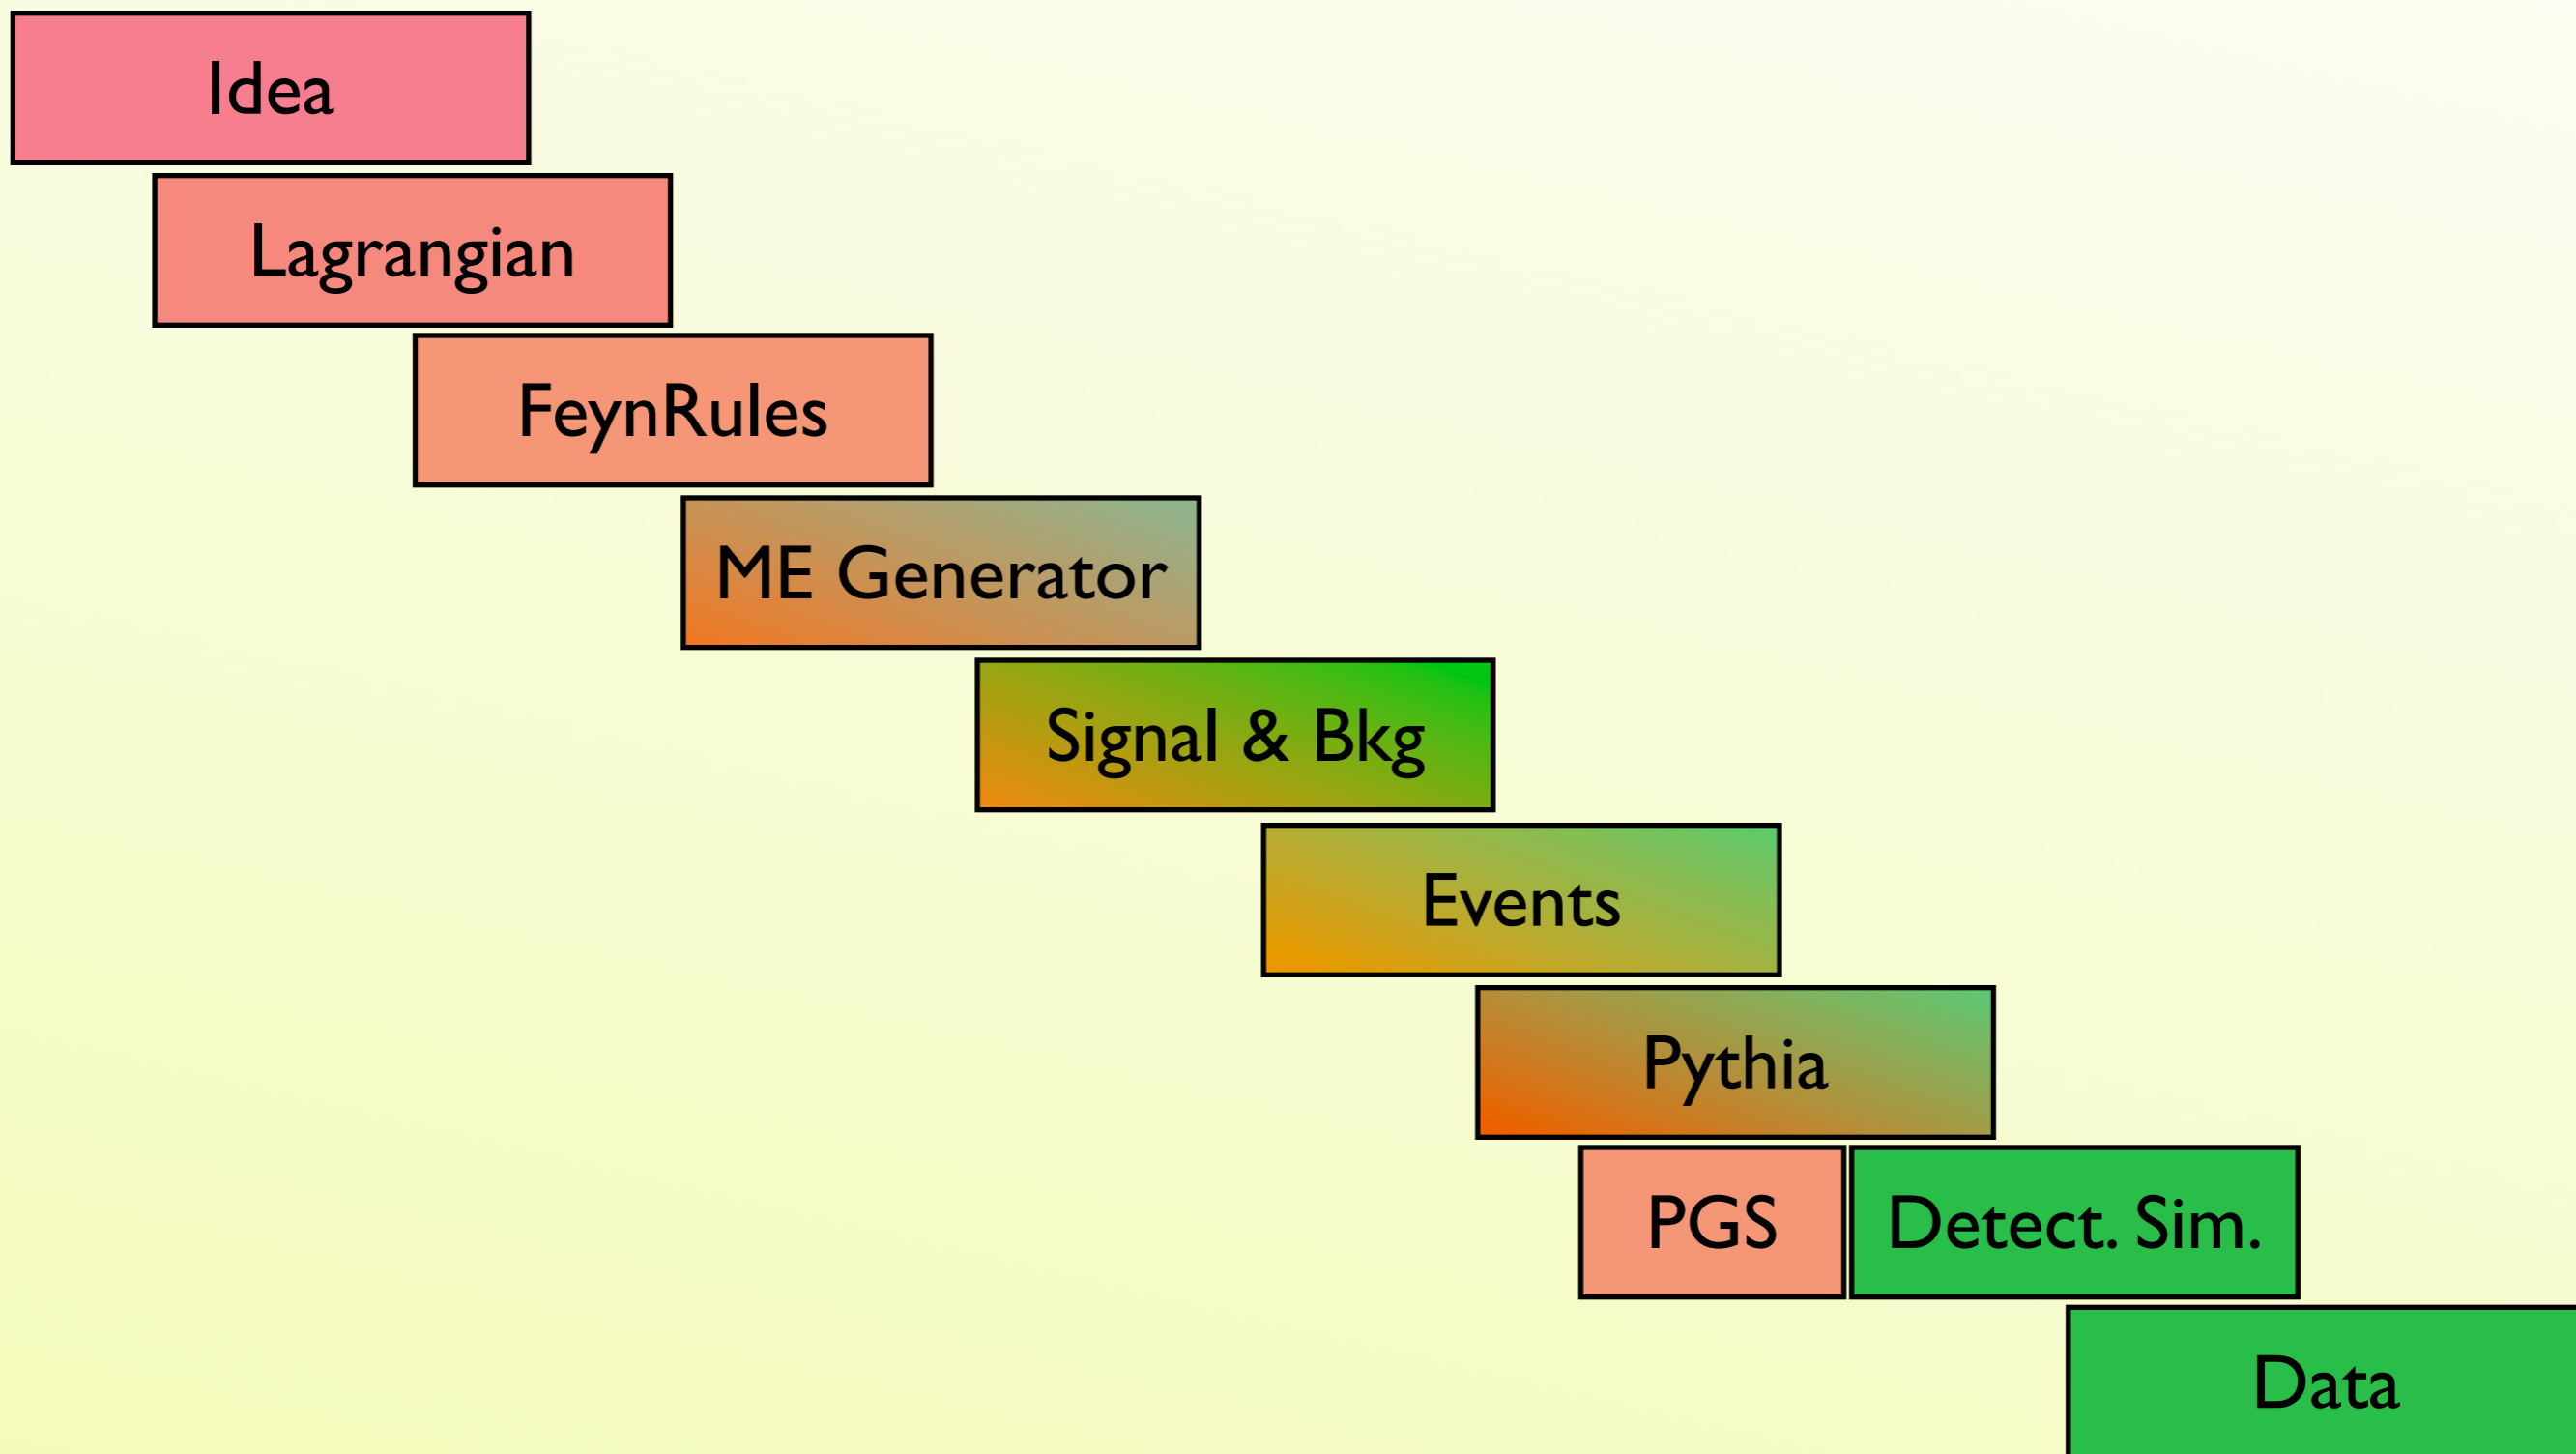 Idea
Lagrangian
FeynRules
ME Generator
Signal & Bkg
Events
Pythia
PGS
Detect. Sim.
Data